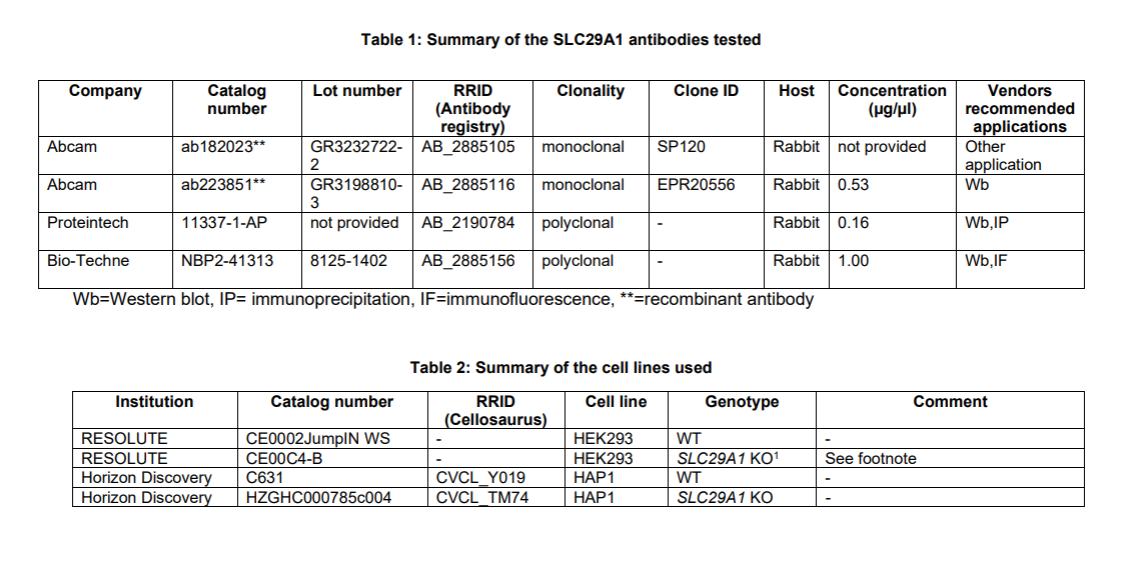 Table 1: Summary of the SLC29A1 antibodies tested
Company Catalog number Lot number RRID (Antibody registry) Clonality Clone ID Host Concentration (µg/µl) Vendors recommended applications
Abcam ab182023** GR3232722-2 AB_2885105 monoclonal SP120 Rabbit not provided Other application
Abcam ab223851** GR3198810-3 AB_2885116 monoclonal EPR20556 Rabbit 0.53 Wb
Proteintech 11337-1-AP not provided AB_2190784 polyclonal - Rabbit 0.16 Wb,IP
Bio-Techne NBP2-41313 8125-1402 AB_2885156 polyclonal - Rabbit 1.00 Wb,IF
Wb=Western blot, IP= immunoprecipitation, IF=immunofluorescence, **=recombinant antibody
Table 2: Summary of the cell lines used
Institution Catalog number RRID (Cellosaurus) Cell line Genotype Comment
RESOLUTE CE0002JumpIN WS - HEK293 WT -
RESOLUTE CE00C4-B - HEK293 SLC29A1 KO¹ See footnote
Horizon Discovery C631 CVCL_Y019 HAP1 WT -
Horizon Discovery HZGHC000785c004 CVCL_TM74 HAP1 SLC29A1 KO -